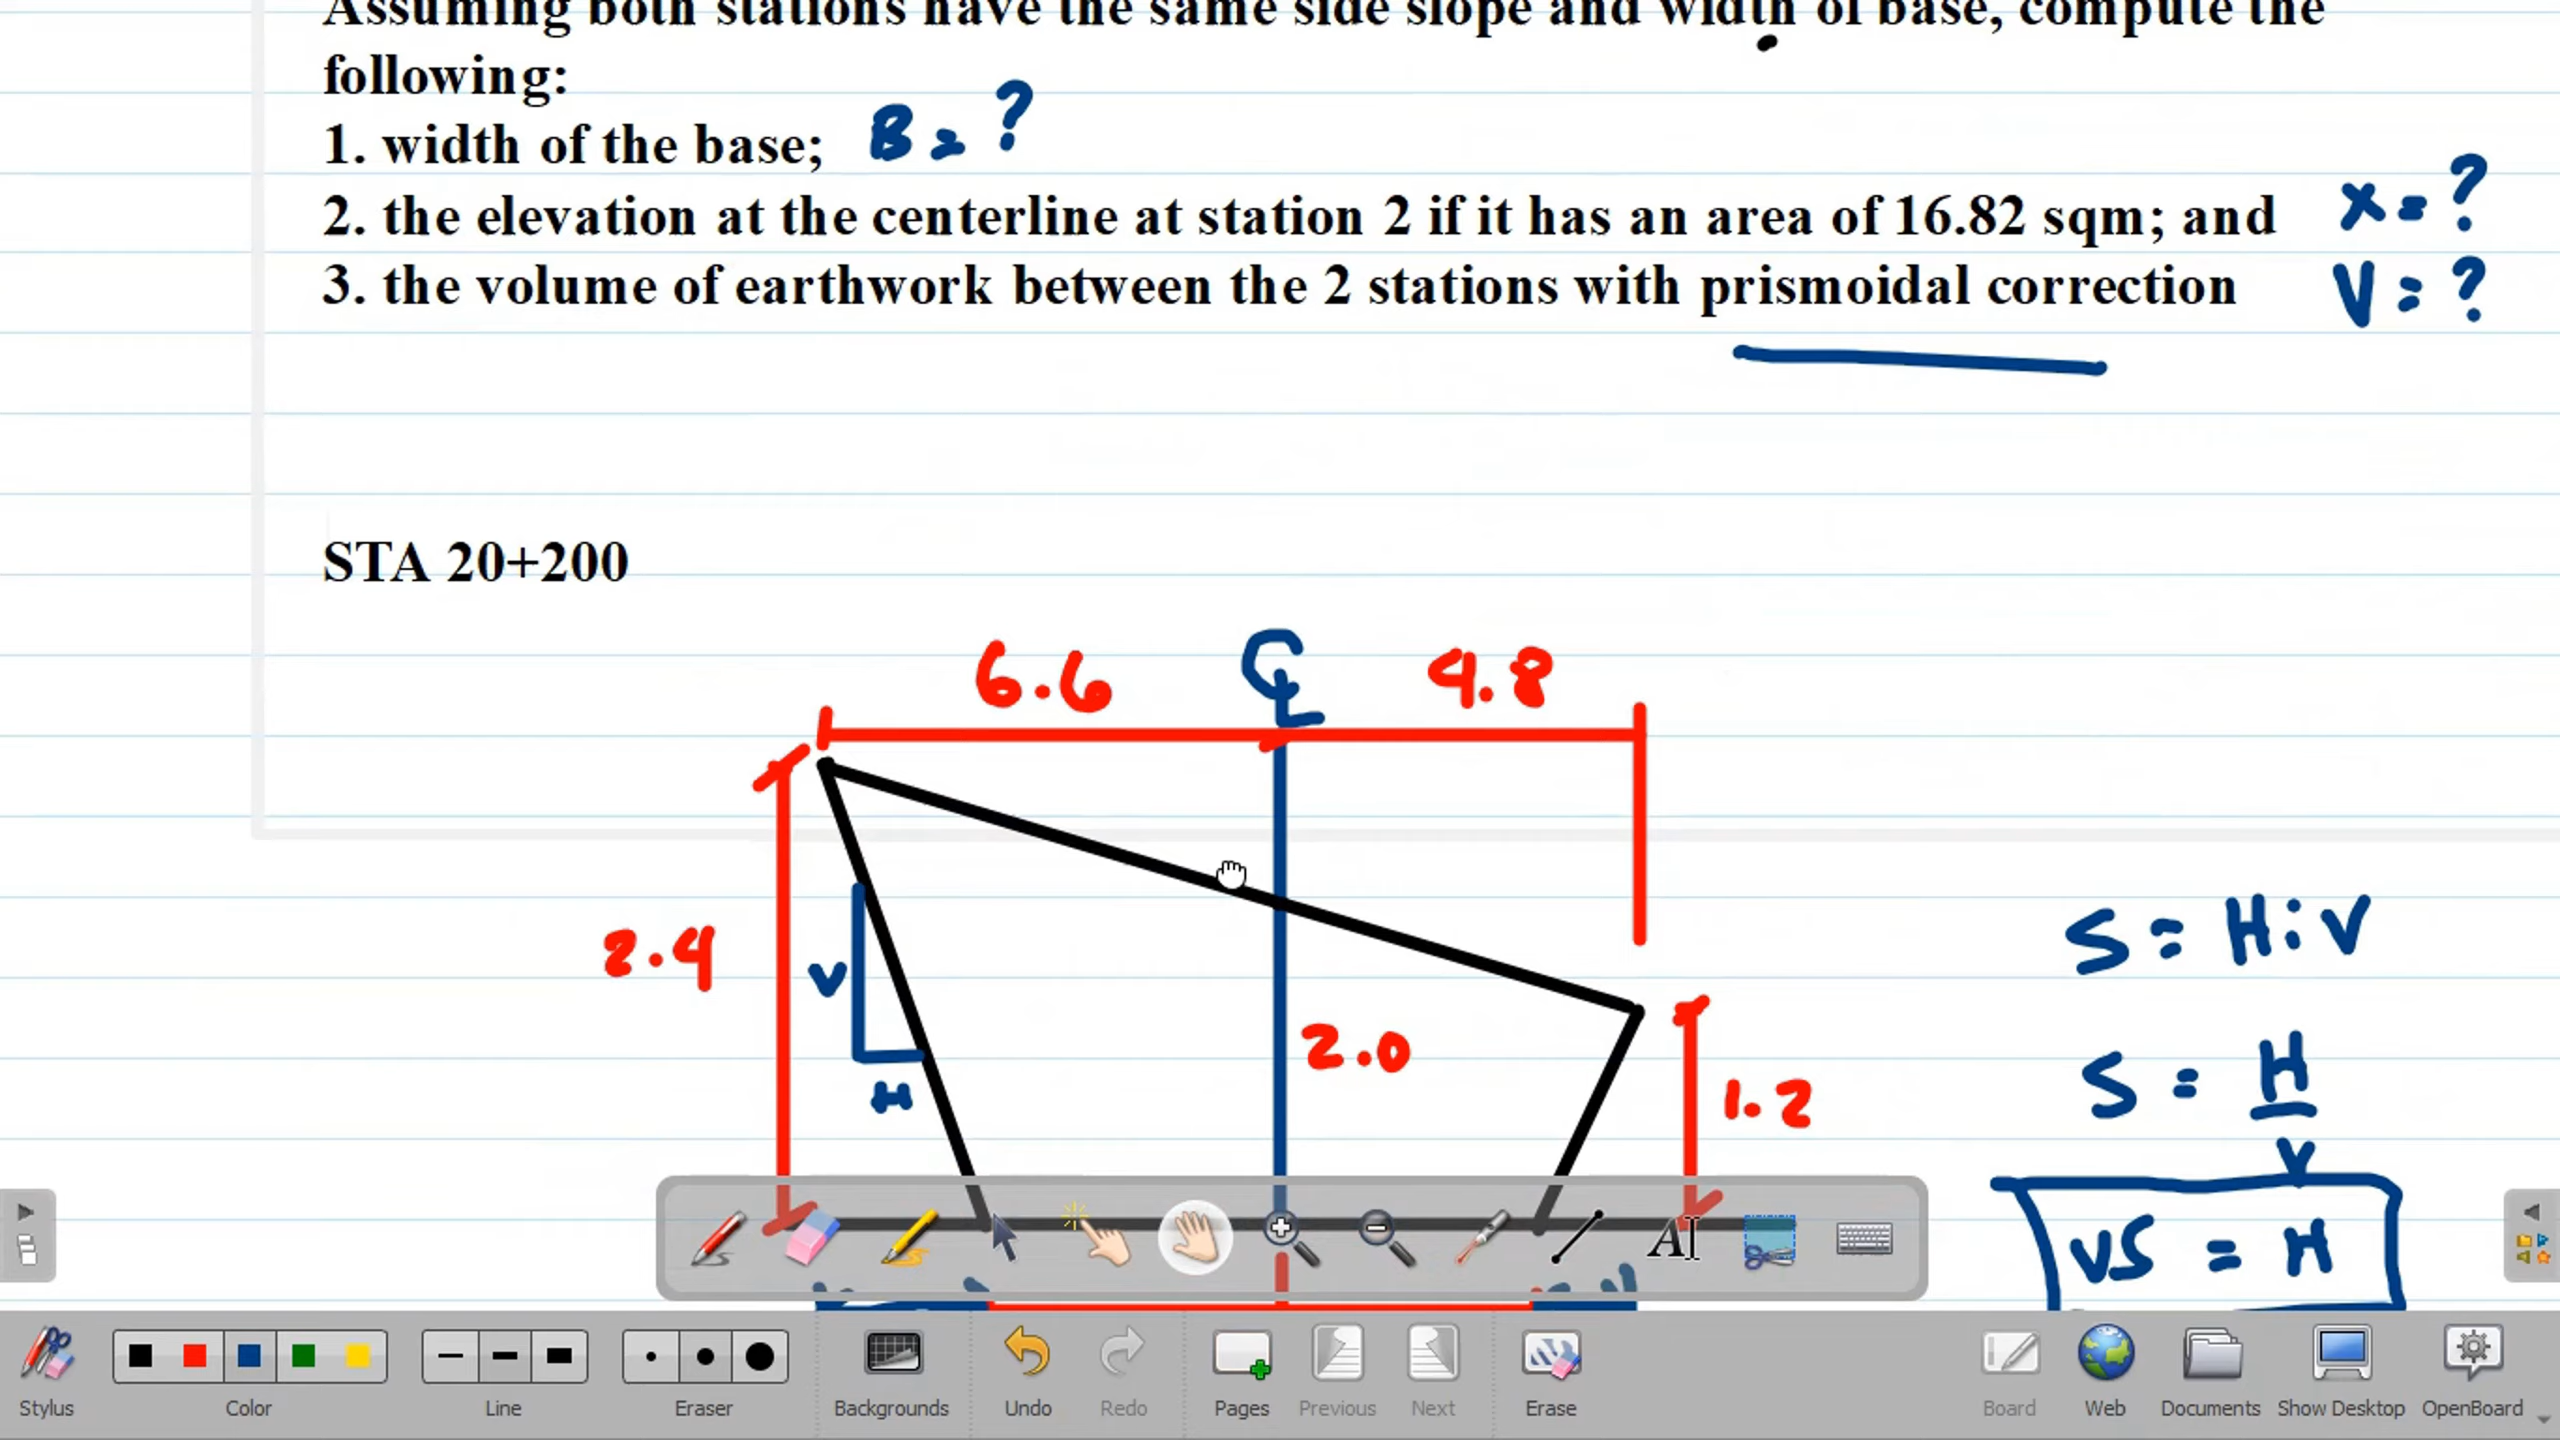 Assuming both stations have the same side slope and width of base, compute the
following:
1. width of the base; B = ?
2. the elevation at the centerline at station 2 if it has an area of 16.82 sqm; and x = ?
3. the volume of earthwork between the 2 stations with prismoidal correction V = ?
STA 20+200
6.6 CL 4.8
2.4
V
H
2.0
1.2
S = H:V
S = H
V
VS = H
Stylus
Color
Line
Eraser
Backgrounds
Undo
Redo
Pages
Previous
Next
Erase
Board
Web
Documents
Show Desktop
OpenBoard